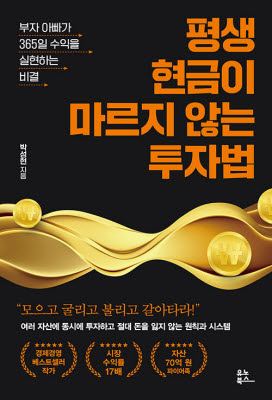 부자 아빠가
365일 수익을
실현하는
비결
평생
현금이
마르지 않는
투자법
박성현 지음
“모으고 굴리고 불리고 갈아타라!”
여러 자산에 동시에 투자하고 절대 돈을 잃지 않는 원칙과 시스템
경제경영
베스트셀러
작가
시장
수익률
17배
자산
70억 원
파이어족
유노
북스